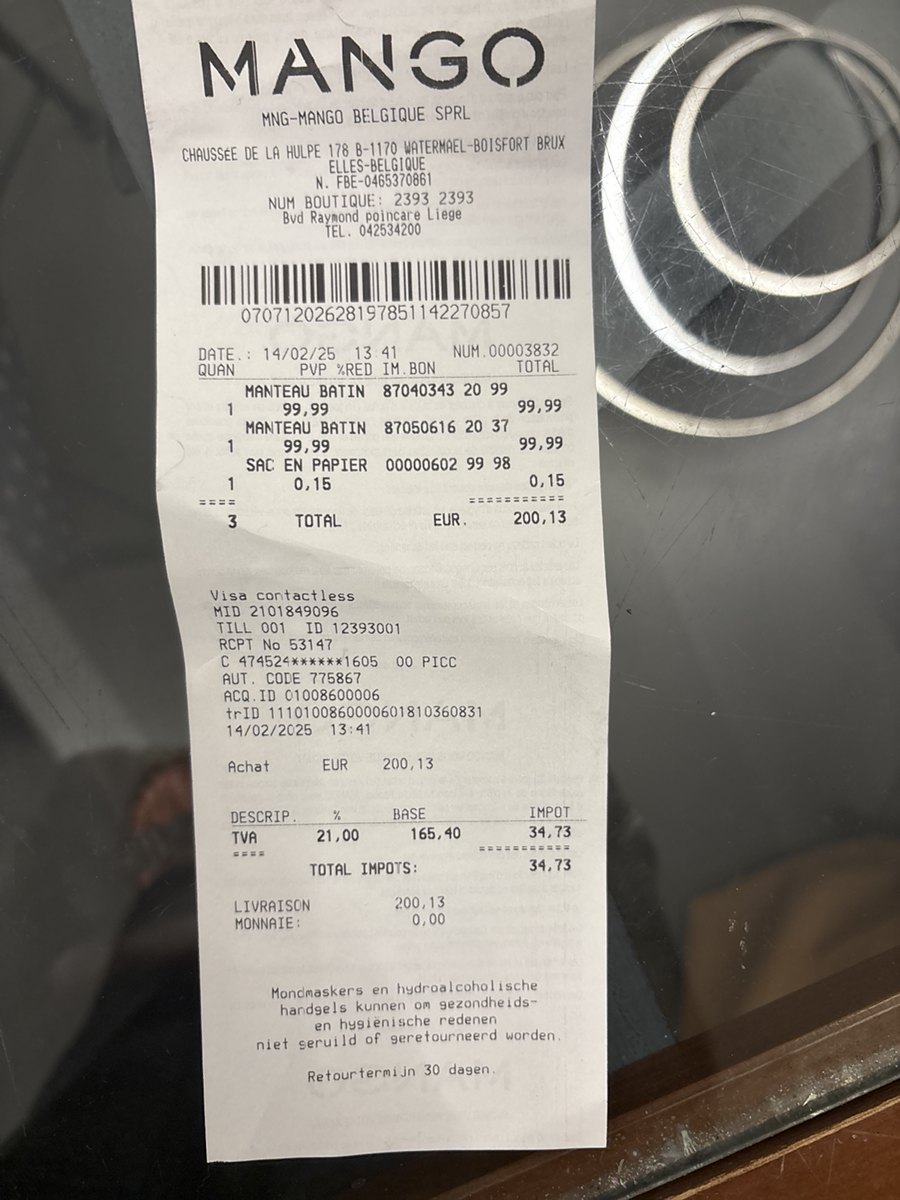 MANGO
MNG-MANGO BELGIQUE SPRL
CHAUSSéE DE LA HULPE 178 B-1170 WATERMAEL-BOISFORT BRUX
ELLES-BELGIQUE
N. FBE-0465370861
NUM BOUTIQUE: 2393 2393
Bvd Raymond poincare Liege
TEL. 042534200
07071202628197851142270857
DATE.: 14/02/25 13:41 NUM.00003832
QUAN PVP %RED IM.BON TOTAL
MANTEAU BATIN 87040343 20 99
1 99,99 99,99
MANTEAU BATIN 87050616 20 37
1 99,99 99,99
SAC EN PAPIER 00000602 99 98
1 0,15 0,15
==== ===========
3 TOTAL EUR. 200,13
Visa contactless
MID 2101849096
TILL 001 ID 12393001
RCPT No 53147
C 474524******1605 00 PICC
AUT. CODE 775867
ACQ.ID 01008600006
trID 1110100860000601810360831
14/02/2025 13:41
Achat EUR 200,13
DESCRIP. % BASE IMPOT
TVA 21,00 165,40 34,73
==== ===========
TOTAL IMPOTS: 34,73
LIVRAISON 200,13
MONNAIE: 0,00
Mondmaskers en hydroalcoholische
handgels kunnen om gezondheids-
en hygiënische redenen
niet geruild of geretourneerd worden.
Retourtermijn 30 dagen.